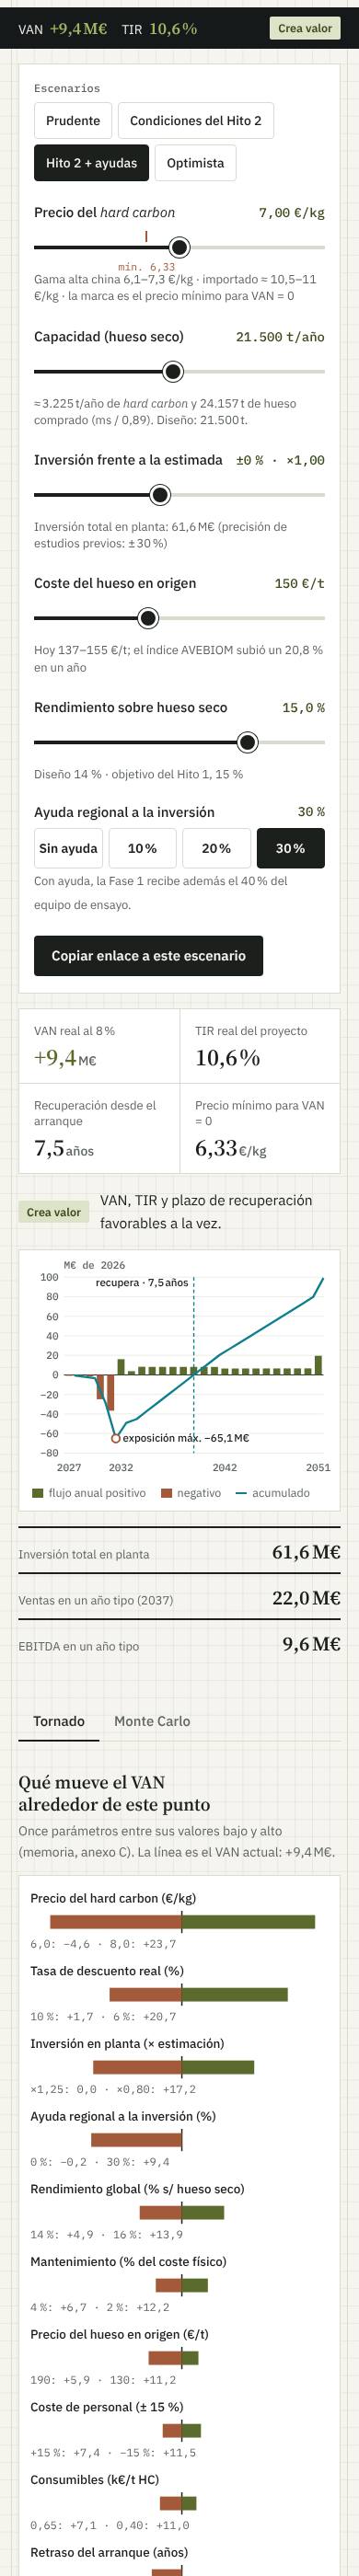 VAN +9,4 M€ TIR 10,6 % Crea valor
Escenarios
Prudente Condiciones del Hito 2
Hito 2 + ayudas Optimista
Precio del hard carbon 7,00 €/kg
mín. 6,33
Gama alta china 6,1–7,3 €/kg · importado ≈ 10,5–11
€/kg · la marca es el precio mínimo para VAN = 0
Capacidad (hueso seco) 21.500 t/año
≈ 3.225 t/año de hard carbon y 24.157 t de hueso
comprado (ms / 0,89). Diseño: 21.500 t.
Inversión frente a la estimada ±0 % · ×1,00
Inversión total en planta: 61,6 M€ (precisión de
estudios previos: ±30 %)
Coste del hueso en origen 150 €/t
Hoy 137–155 €/t; el índice AVEBIOM subió un 20,8 %
en un año
Rendimiento sobre hueso seco 15,0 %
Diseño 14 % · objetivo del Hito 1, 15 %
Ayuda regional a la inversión 30 %
Sin ayuda 10 % 20 % 30 %
Con ayuda, la Fase 1 recibe además el 40 % del
equipo de ensayo.
Copiar enlace a este escenario
VAN real al 8 % TIR real del proyecto
+9,4 M€ 10,6 %
Recuperación desde el arranque Precio mínimo para VAN = 0
7,5 años 6,33 €/kg
Crea valor VAN, TIR y plazo de recuperación
favorables a la vez.
M€ de 2026
recupera · 7,5 años
100
80
60
40
20
0
−20
−40
−60
−80
exposición máx. −65,1 M€
2027 2032 2042 2051
flujo anual positivo negativo acumulado
Inversión total en planta 61,6 M€
Ventas en un año tipo (2037) 22,0 M€
EBITDA en un año tipo 9,6 M€
Tornado Monte Carlo
Qué mueve el VAN
alrededor de este punto
Once parámetros entre sus valores bajo y alto
(memoria, anexo C). La línea es el VAN actual: +9,4 M€.
Precio del hard carbon (€/kg)
6,0: −4,6 · 8,0: +23,7
Tasa de descuento real (%)
10 %: +1,7 · 6 %: +20,7
Inversión en planta (× estimación)
×1,25: 0,0 · ×0,80: +17,2
Ayuda regional a la inversión (%)
0 %: −0,2 · 30 %: +9,4
Rendimiento global (% s/ hueso seco)
14 %: +4,9 · 16 %: +13,9
Mantenimiento (% del coste físico)
4 %: +6,7 · 2 %: +12,2
Precio del hueso en origen (€/t)
190: +5,9 · 130: +11,2
Coste de personal (± 15 %)
+15 %: +7,4 · −15 %: +11,5
Consumibles (k€/t HC)
0,65: +7,1 · 0,40: +11,0
Retraso del arranque (años)